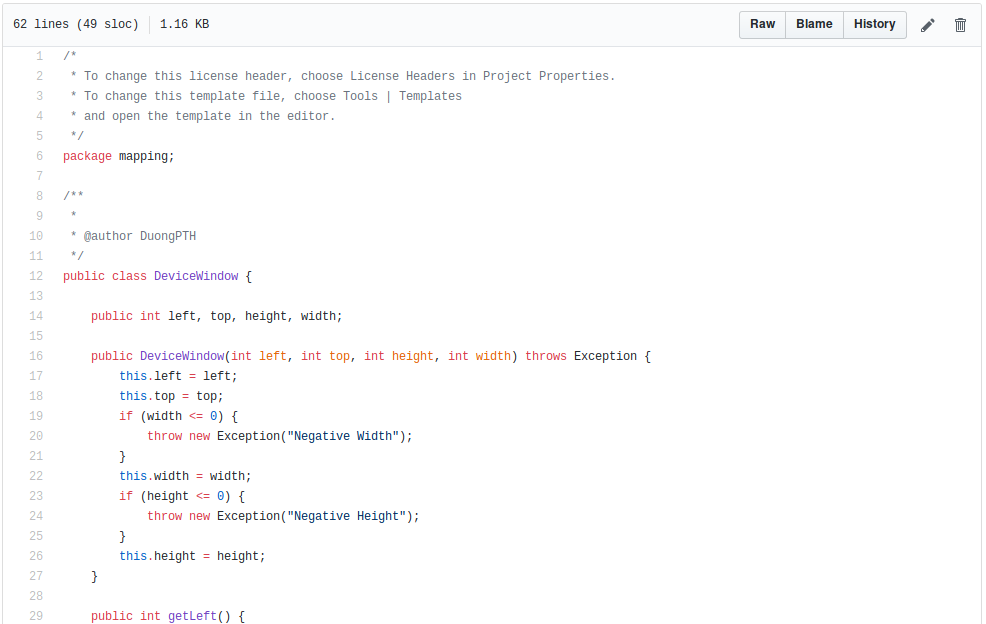 62 lines (49 sloc) 1.16 KB Raw Blame History
1 /*
2  * To change this license header, choose License Headers in Project Properties.
3  * To change this template file, choose Tools | Templates
4  * and open the template in the editor.
5  */
6 package mapping;
7
8 /**
9  *
10  * @author DuongPTH
11  */
12 public class DeviceWindow {
13
14     public int left, top, height, width;
15
16     public DeviceWindow(int left, int top, int height, int width) throws Exception {
17         this.left = left;
18         this.top = top;
19         if (width <= 0) {
20             throw new Exception("Negative Width");
21         }
22         this.width = width;
23         if (height <= 0) {
24             throw new Exception("Negative Height");
25         }
26         this.height = height;
27     }
28
29     public int getLeft() {